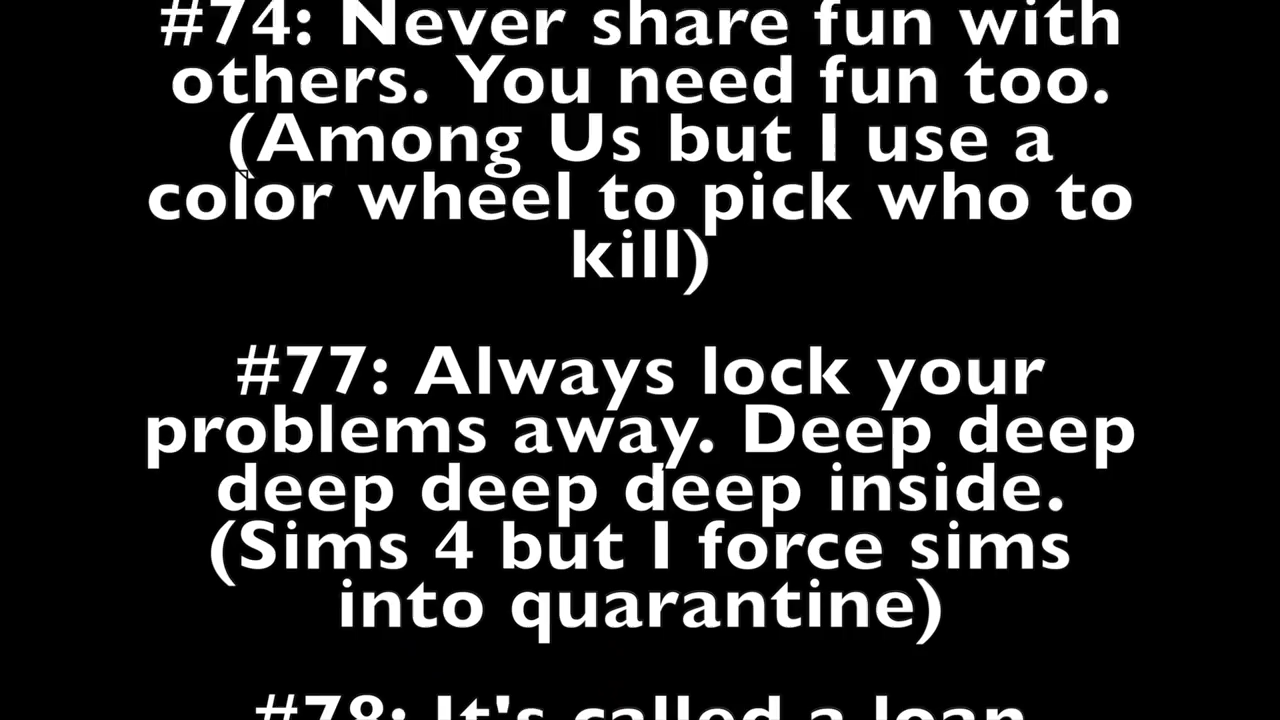 #74: Never share fun with
others. You need fun too.
(Among Us but I use a
color wheel to pick who to
kill)
#77: Always lock your
problems away. Deep deep
deep deep deep inside.
(Sims 4 but I force sims
into quarantine)
#78: It's called a loan